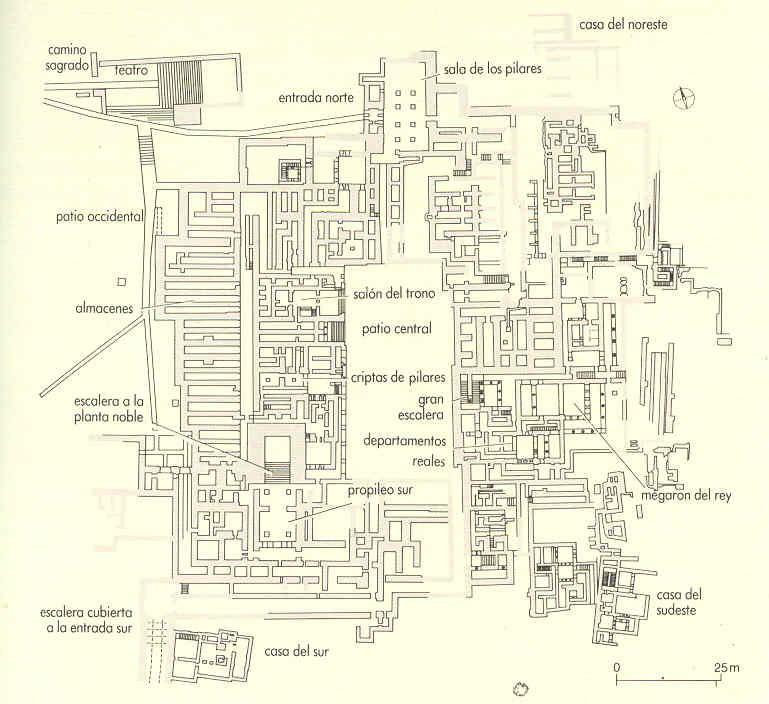 casa del noreste
camino
sagrado
teatro
sala de los pilares
entrada norte
patio occidental
almacenes
salón del trono
patio central
criptas de pilares
escalera a la
planta noble
gran
escalera
departamentos
reales
propileo sur
mégaron del rey
escalera cubierta
a la entrada sur
casa del sur
casa del
sudeste
0 25 m